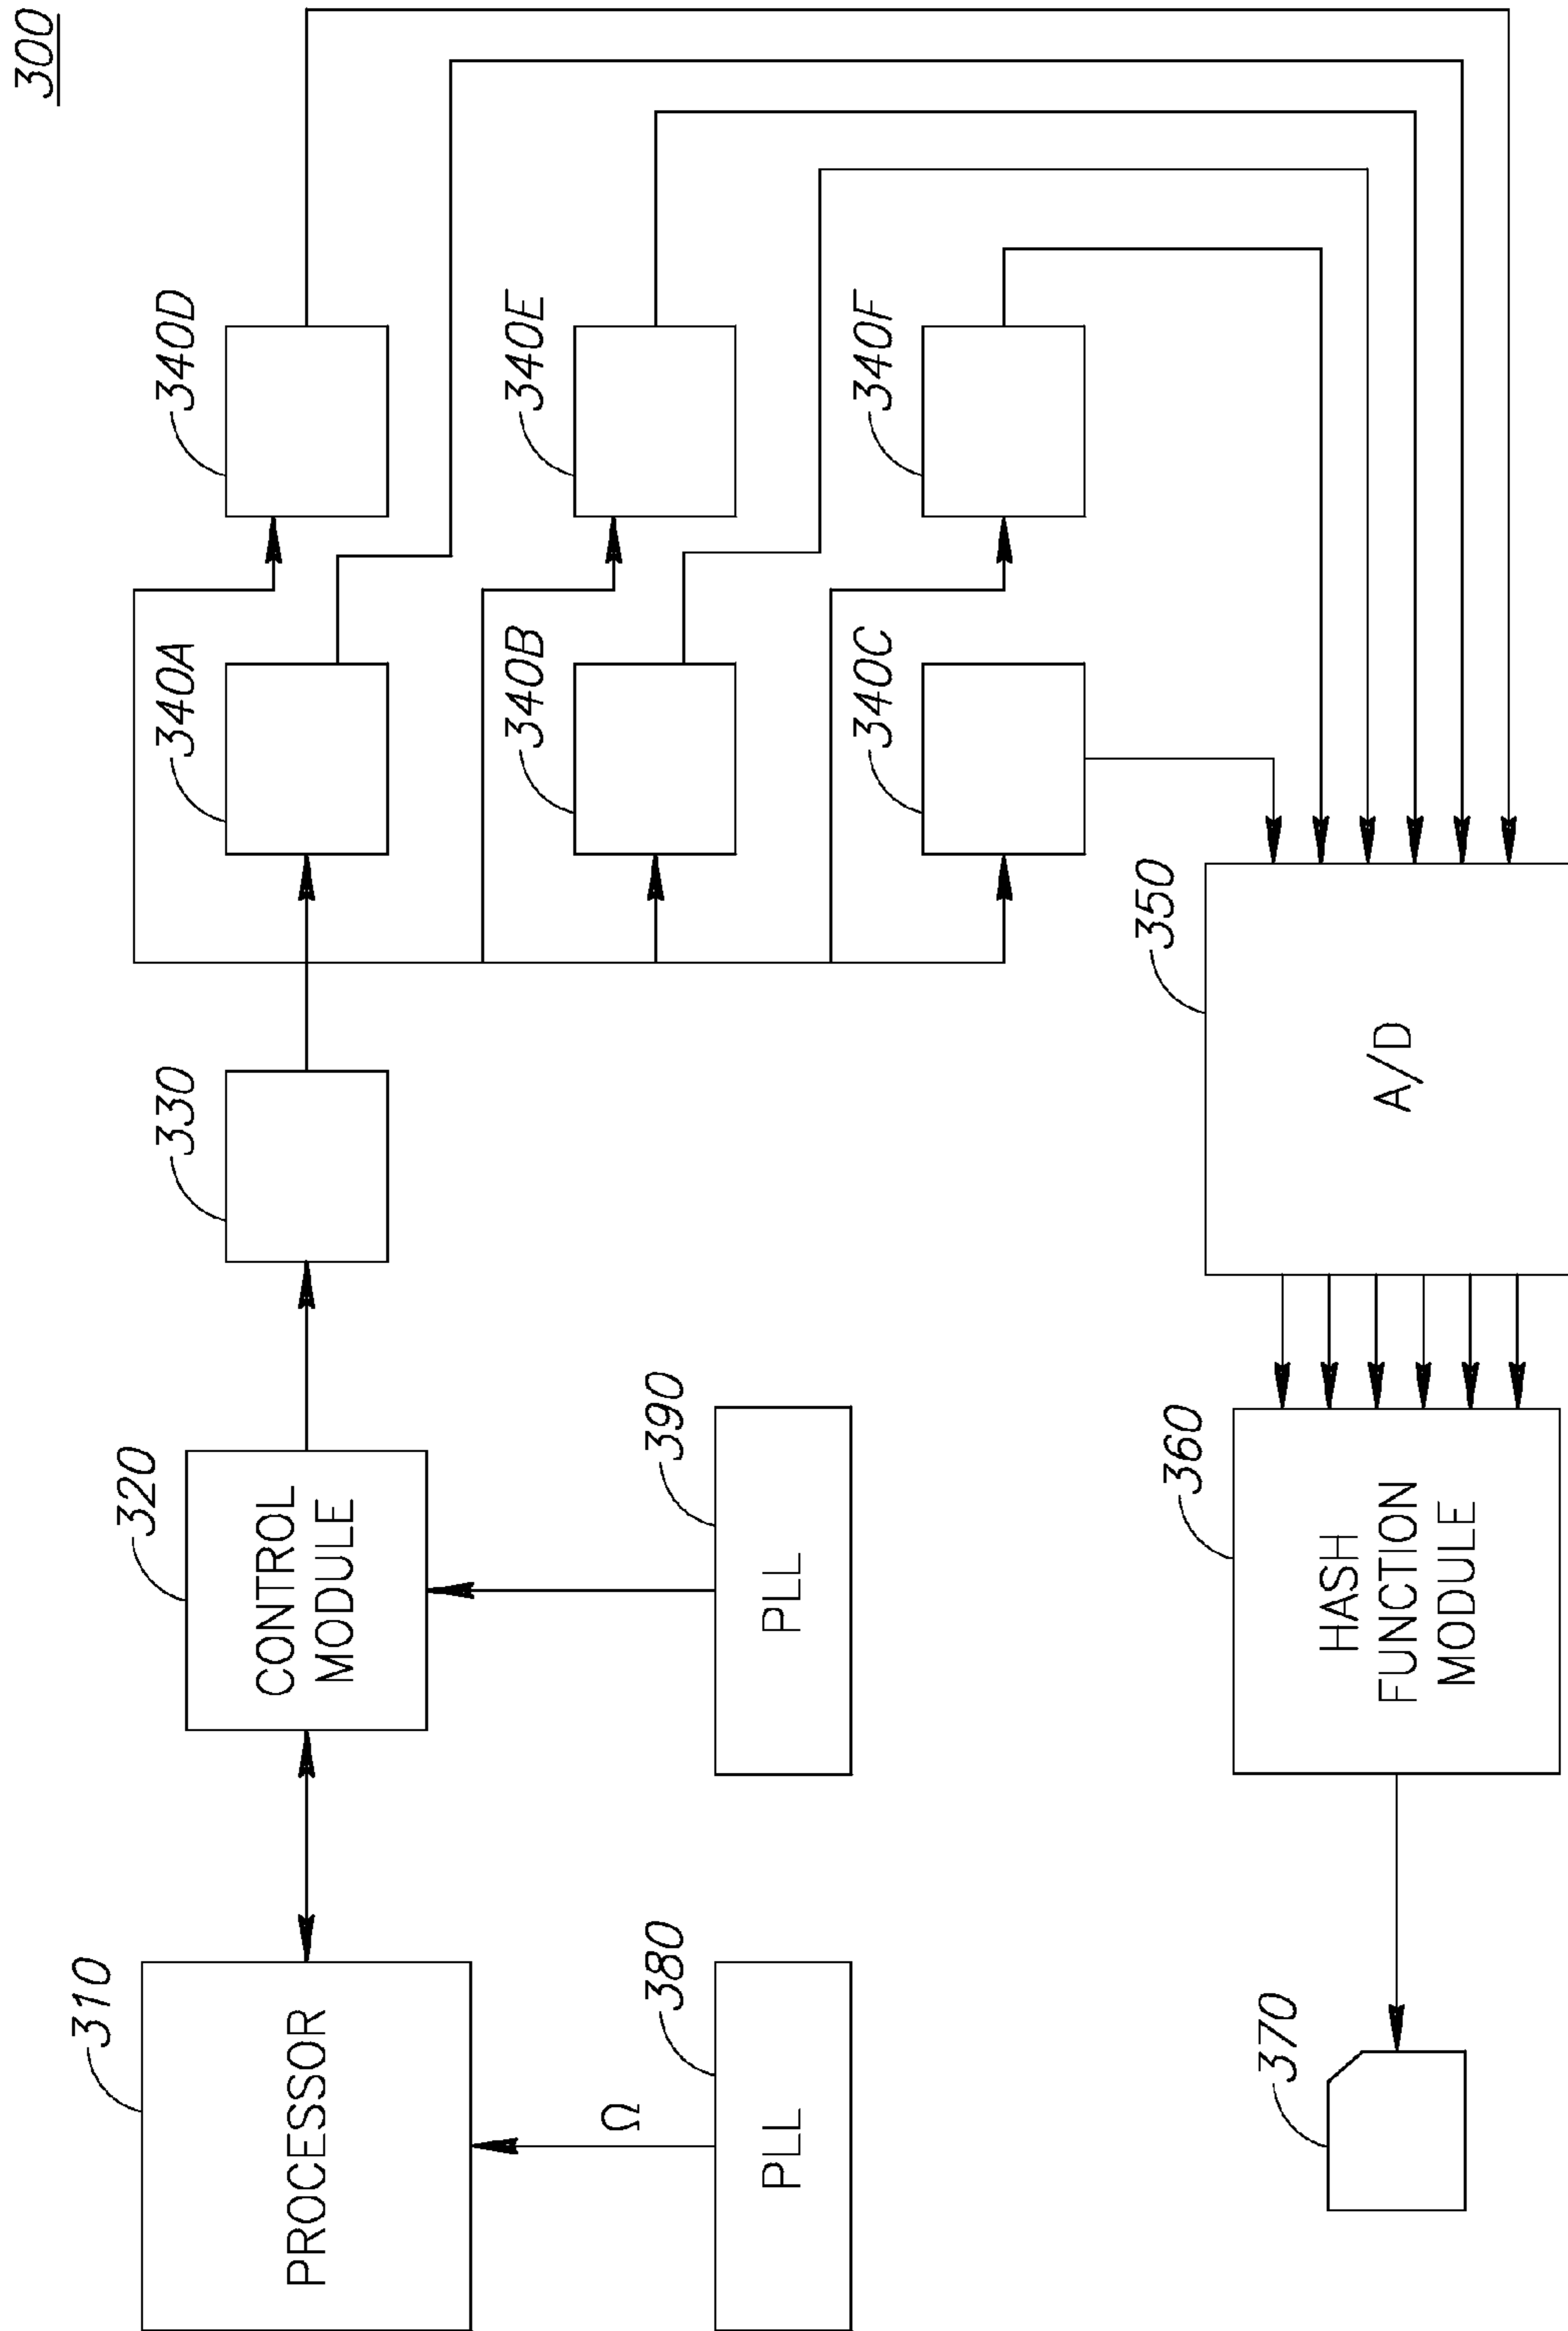 300
310
PROCESSOR
320
CONTROL
MODULE
330
340A
340D
340B
340E
340C
340F
380
PLL
Ω
390
PLL
350
A/D
360
HASH
FUNCTION
MODULE
370